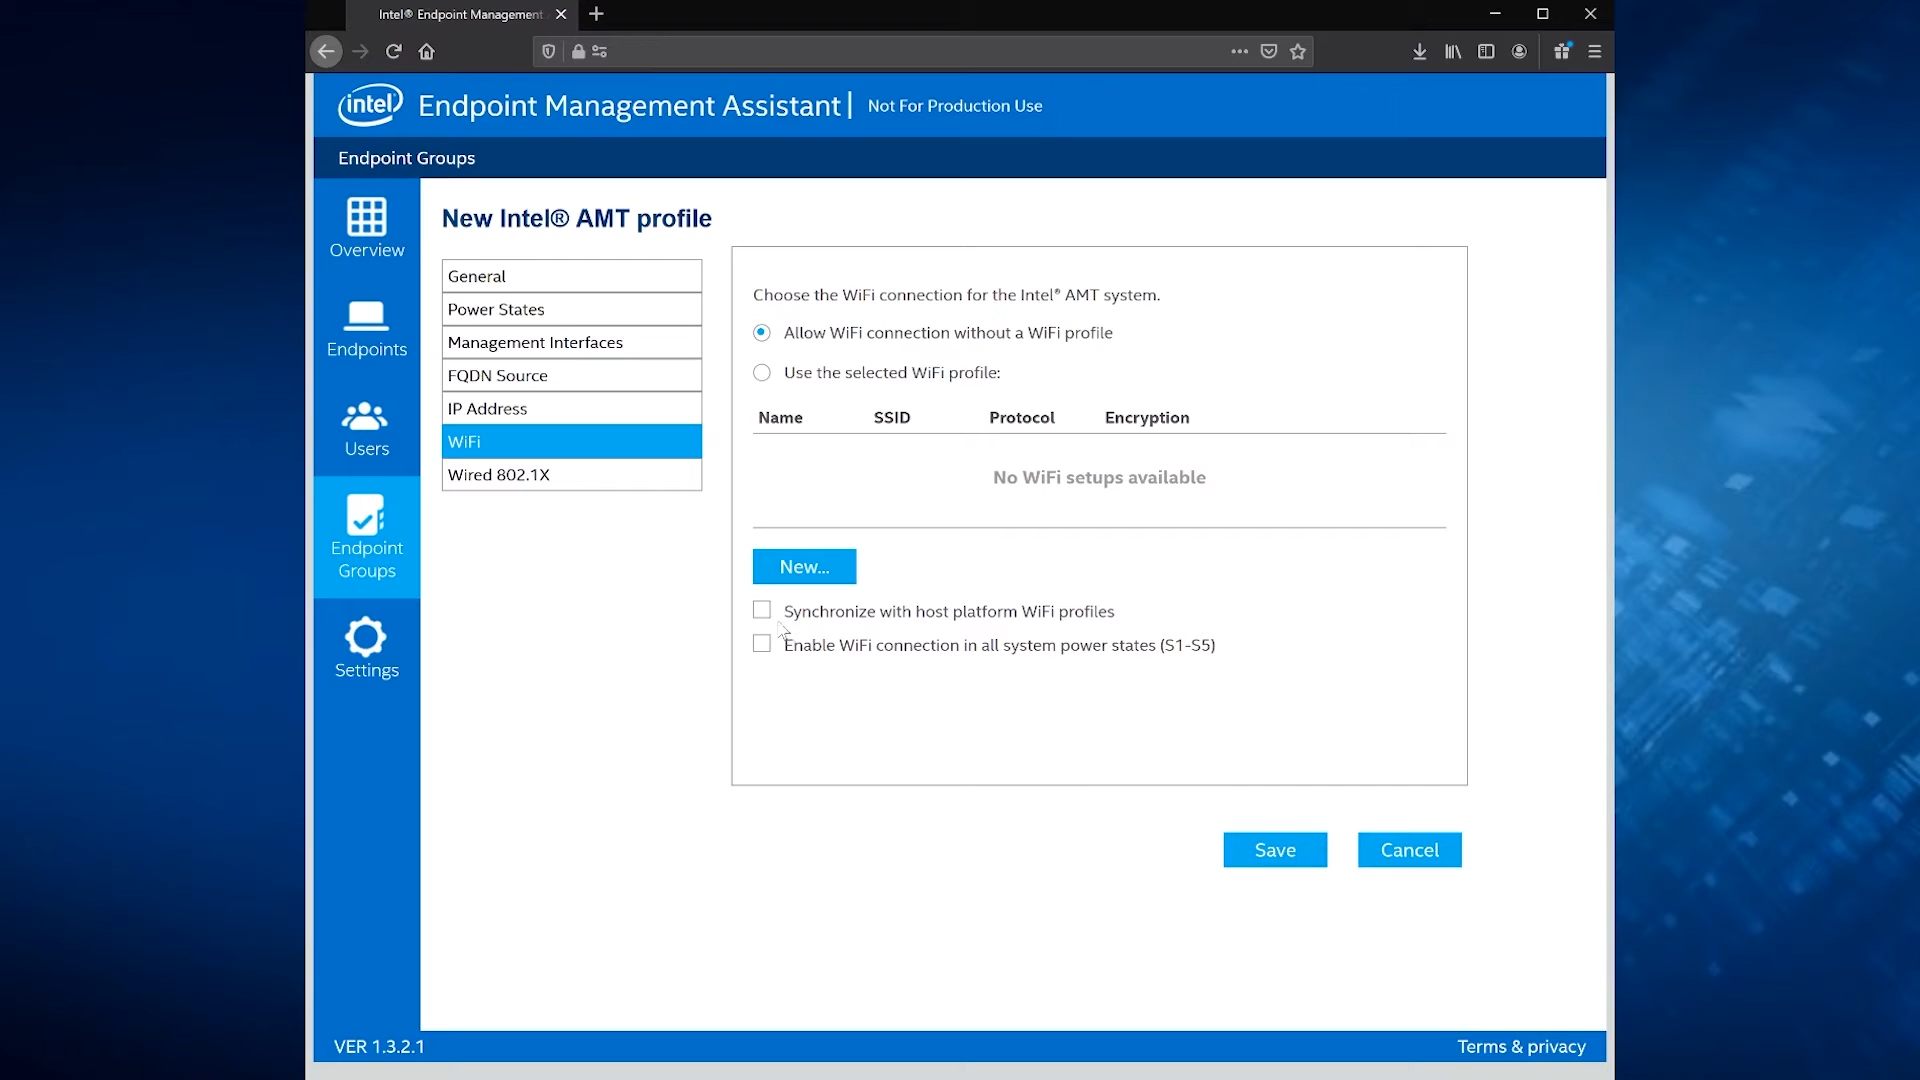 Intel® Endpoint Management
intel
Endpoint Management Assistant
Not For Production Use
Endpoint Groups
Overview
Endpoints
Users
Endpoint
Groups
Settings
New Intel® AMT profile
General
Power States
Management Interfaces
FQDN Source
IP Address
WiFi
Wired 802.1X
Choose the WiFi connection for the Intel® AMT system.
Allow WiFi connection without a WiFi profile
Use the selected WiFi profile:
Name SSID Protocol Encryption
No WiFi setups available
New...
Synchronize with host platform WiFi profiles
Enable WiFi connection in all system power states (S1-S5)
Save Cancel
VER 1.3.2.1
Terms & privacy